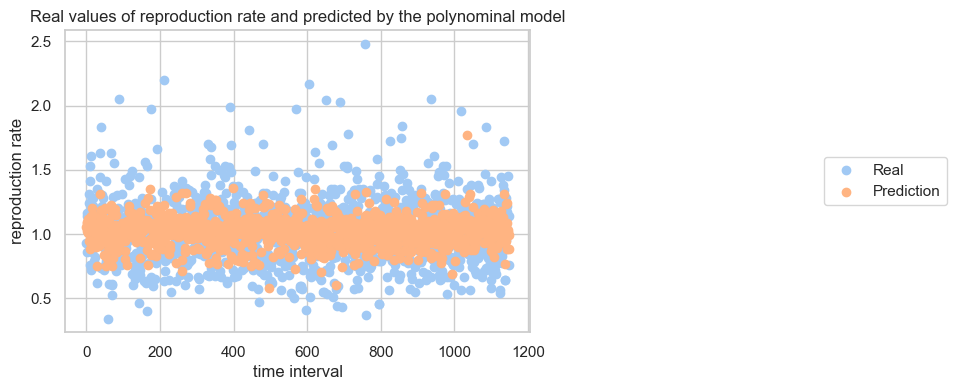 Real values of reproduction rate and predicted by the polynominal model
2.5
2.0
1.5
1.0
0.5
reproduction rate
0 200 400 600 800 1000 1200
time interval
Real
Prediction